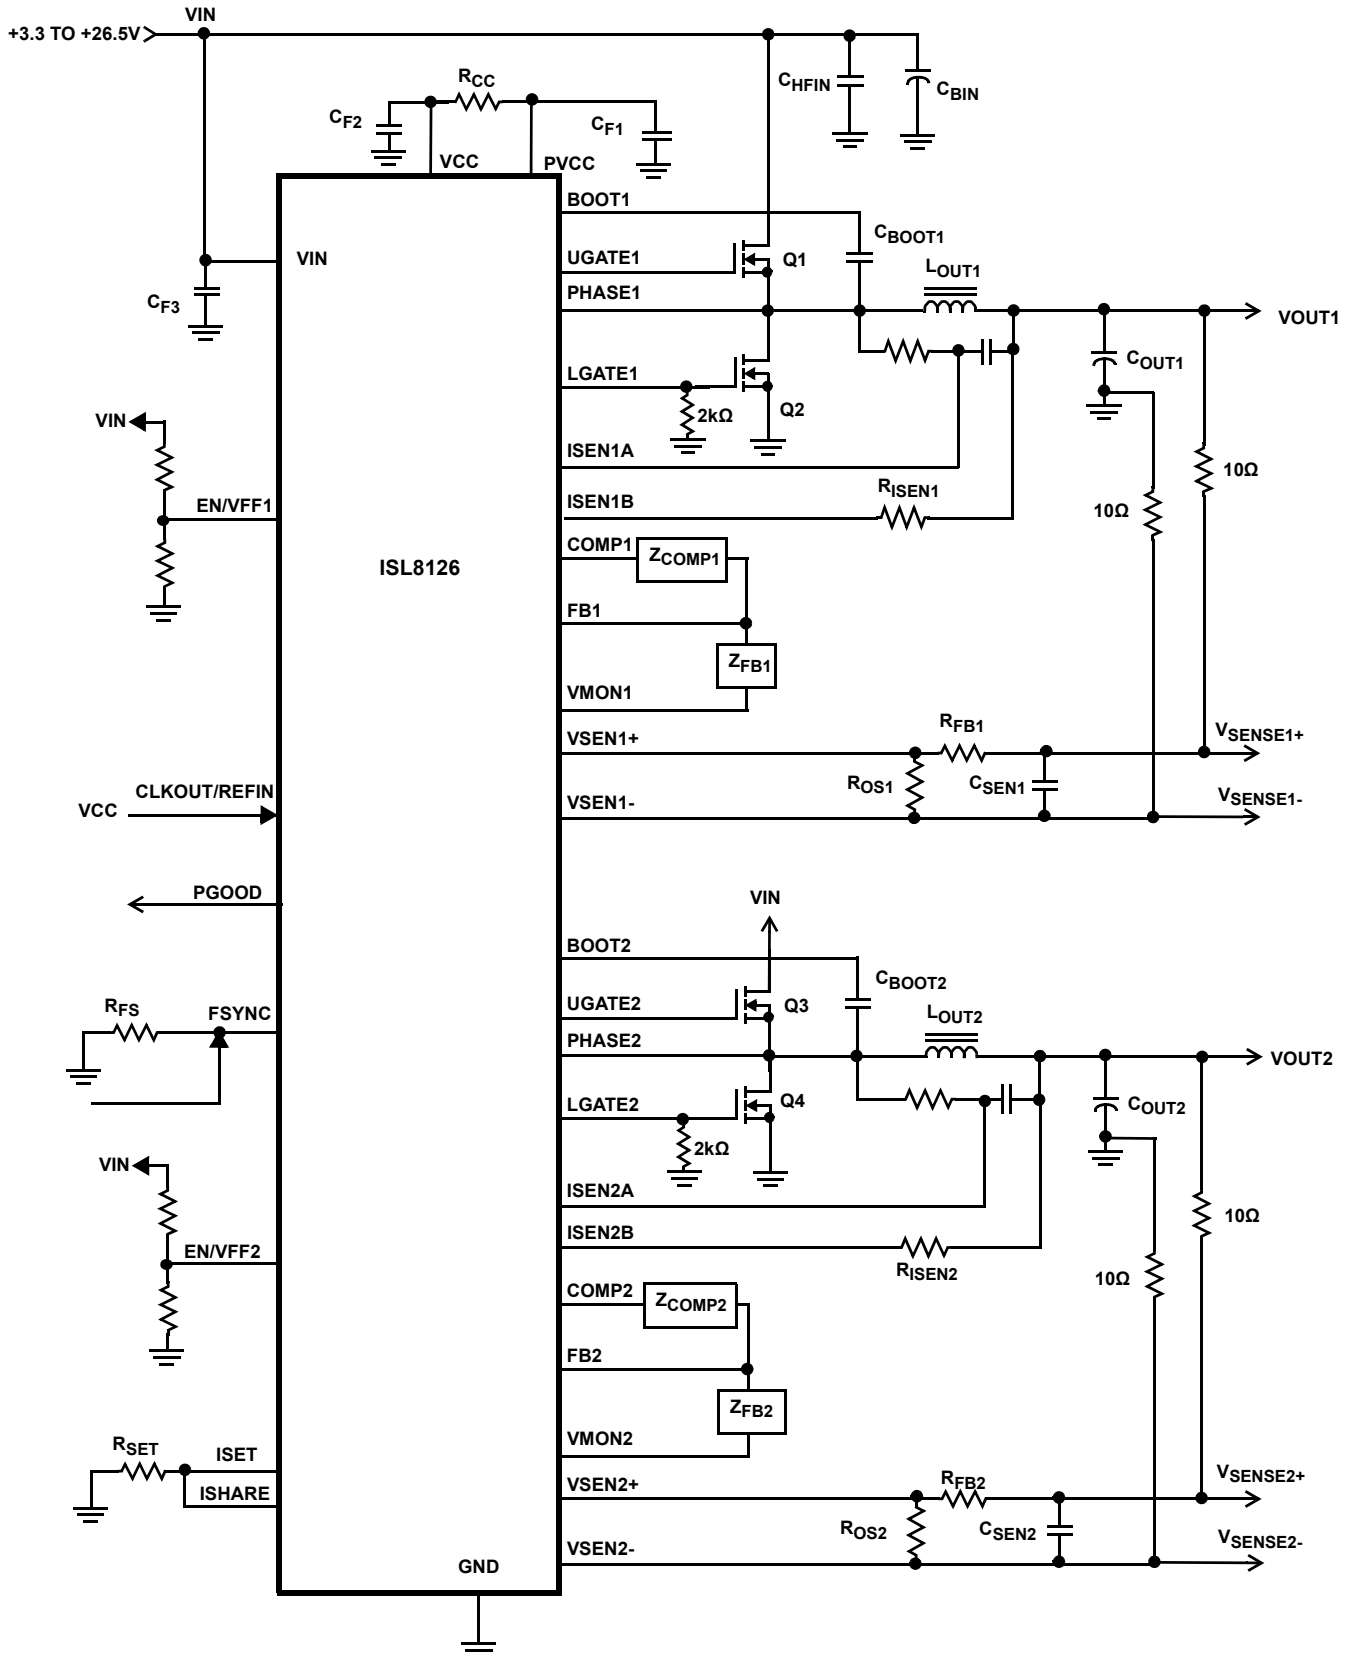 VIN
+3.3 TO +26.5V
RCC
CHFIN
CBIN
CF2
CF1
VCC
PVCC
BOOT1
CBOOT1
VIN
UGATE1
Q1
LOUT1
PHASE1
CF3
VOUT1
COUT1
LGATE1
2kΩ
Q2
VIN
ISEN1A
10Ω
RISEN1
EN/VFF1
ISEN1B
10Ω
COMP1
ZCOMP1
ISL8126
FB1
ZFB1
VMON1
RFB1
VSENSE1+
VSEN1+
ROS1
CSEN1
CLKOUT/REFIN
VCC
VSEN1-
VSENSE1-
PGOOD
VIN
BOOT2
CBOOT2
RFS
FSYNC
UGATE2
Q3
LOUT2
PHASE2
VOUT2
LGATE2
Q4
COUT2
2kΩ
VIN
ISEN2A
10Ω
EN/VFF2
ISEN2B
RISEN2
10Ω
COMP2
ZCOMP2
FB2
ZFB2
VMON2
RSET
ISET
ISHARE
RFB2
VSENSE2+
VSEN2+
ROS2
CSEN2
VSEN2-
VSENSE2-
GND